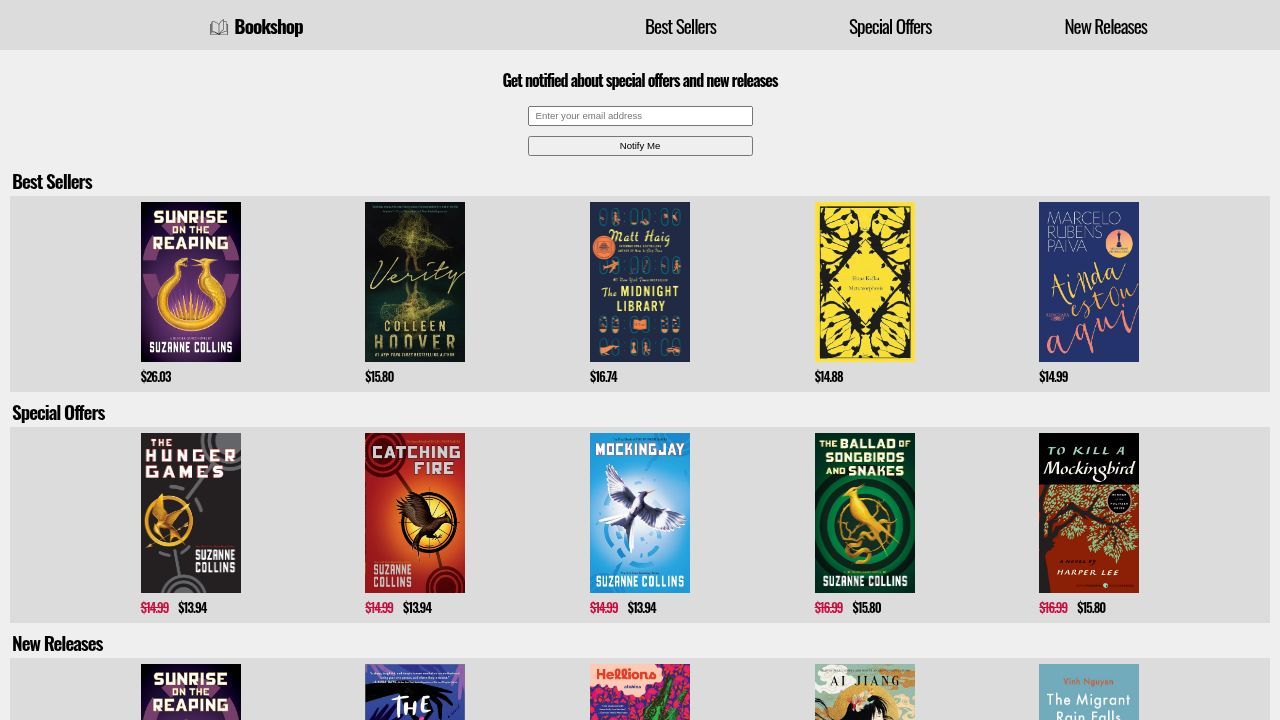 Bookshop
Best Sellers
Special Offers
New Releases
Get notified about special offers and new releases
Enter your email address
Notify Me
Best Sellers
SUNRISE
ON THE
REAPING
SUZANNE COLLINS
Verity
COLLEEN
HOOVER
Matt Haig
The MIDNIGHT
LIBRARY
Franz Kafka
Metamorphosis
MARCELO
RUBENS
PAIVA
Ainda
estou
aqui
$26.03
$15.80
$16.74
$14.88
$14.99
Special Offers
THE
HUNGER
GAMES
SUZANNE
COLLINS
CATCHING
FIRE
SUZANNE
COLLINS
MOCKINGJAY
SUZANNE COLLINS
THE BALLAD OF
SONGBIRDS
AND SNAKES
SUZANNE COLLINS
TO KILL A
Mockingbird
A NOVEL BY
HARPER LEE
$14.99 $13.94
$14.99 $13.94
$14.99 $13.94
$16.99 $15.80
$16.99 $15.80
New Releases
SUNRISE
ON THE
REAPING
THE
Hellions
AI JIANG
Vinh Nguyen
The Migrant
Rain Falls